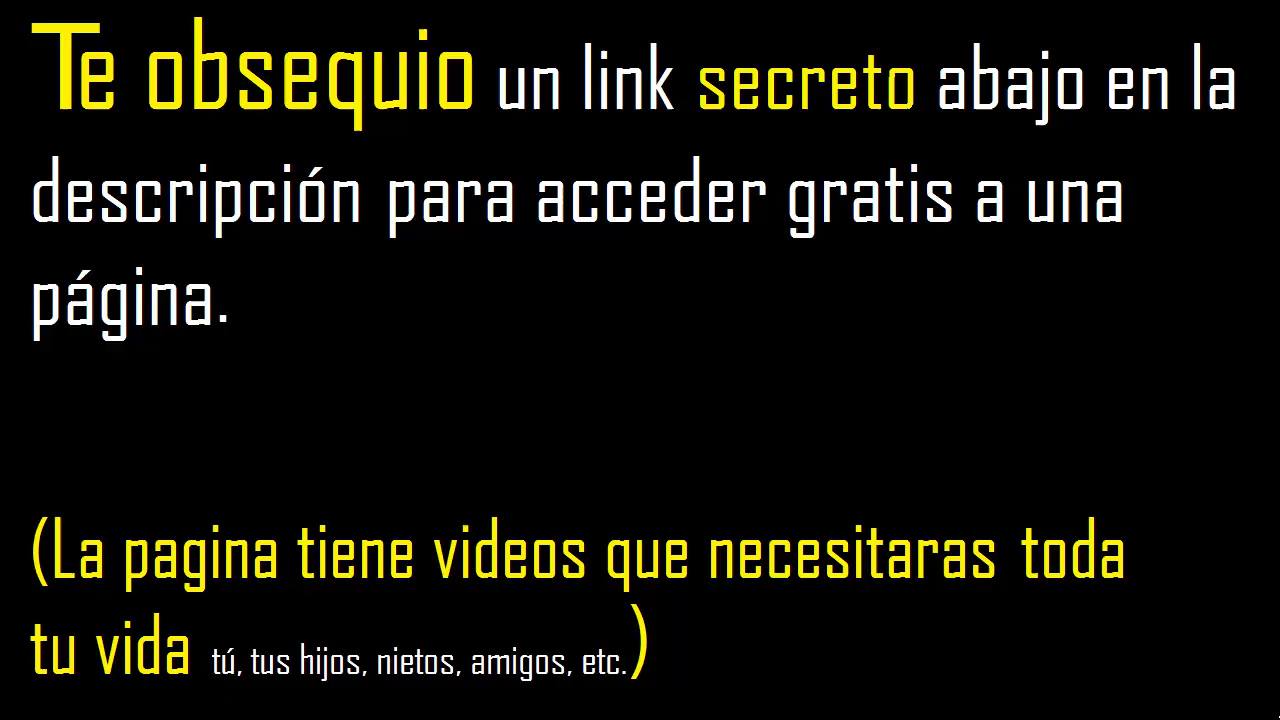 Te obsequio un link secreto abajo en la
descripción para acceder gratis a una
página.
(La pagina tiene videos que necesitaras toda
tu vida tú, tus hijos, nietos, amigos, etc.)